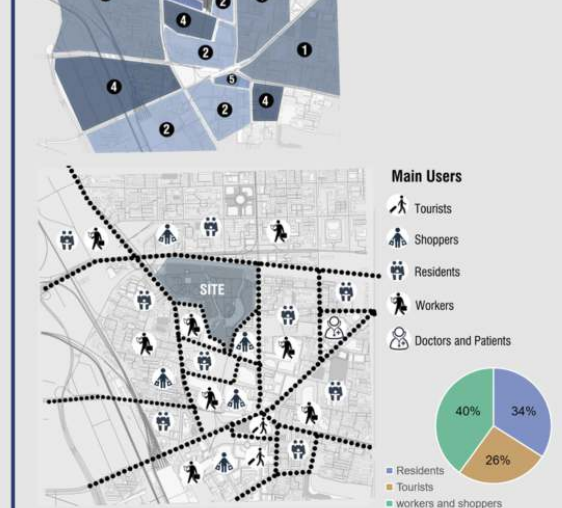 4
2
2
1
4
5
2
4
2
Main Users
Tourists
Shoppers
SITE
Residents
Workers
Doctors and Patients
40%
34%
26%
Residents
Tourists
workers and shoppers